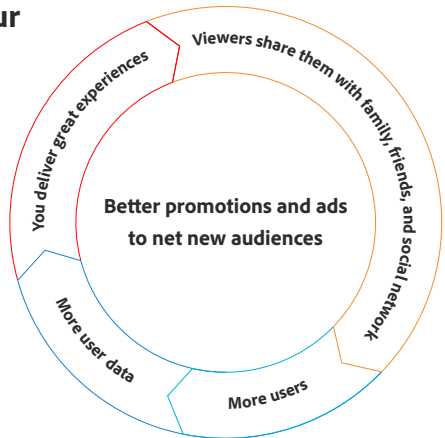 ur
You deliver great experiences
Viewers share them with family, friends, and social network
Better promotions and ads
to net new audiences
More users
More user data